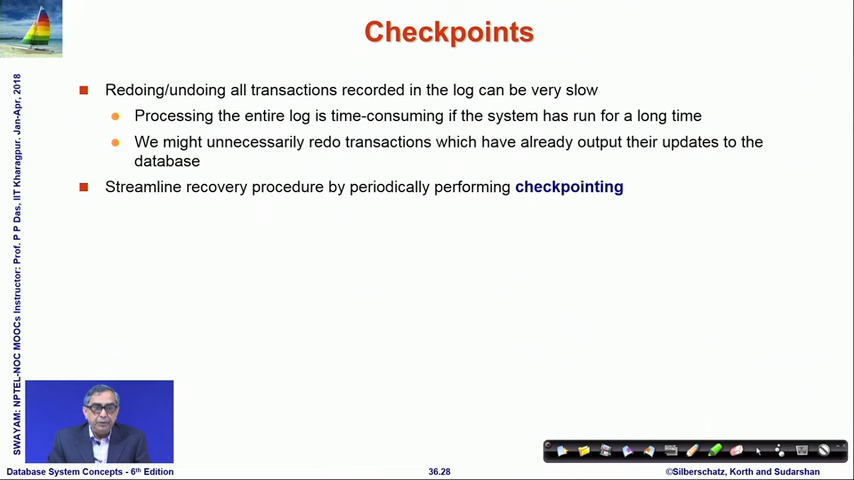 Checkpoints
Redoing/undoing all transactions recorded in the log can be very slow
Processing the entire log is time-consuming if the system has run for a long time
We might unnecessarily redo transactions which have already output their updates to the
database
Streamline recovery procedure by periodically performing checkpointing
SWAYAM: NPTEL-NOC MOOCs Instructor: Prof. P P Das, IIT Kharagpur. Jan-Apr, 2018
Database System Concepts - 6th Edition
36.28
©Silberschatz, Korth and Sudarshan